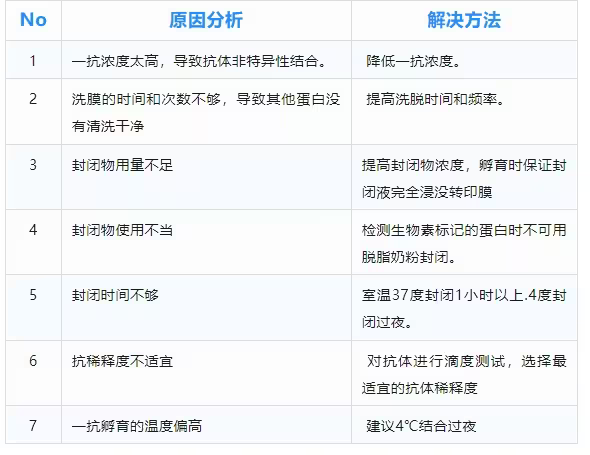 No 原因分析 解决方法
1 一抗浓度太高，导致抗体非特异性结合。 降低一抗浓度。
2 洗膜的时间和次数不够，导致其他蛋白没 提高洗脱时间和频率。
有清洗干净
3 封闭物用量不足 提高封闭物浓度，孵育时保证封
闭液完全浸没转印膜
4 封闭物使用不当 检测生物素标记的蛋白时不可用
脱脂奶粉封闭。
5 封闭时间不够 室温37度封闭1小时以上.4度封
闭过夜。
6 抗稀释度不适宜 对抗体进行滴度测试，选择最
适宜的抗体稀释度
7 一抗孵育的温度偏高 建议4℃结合过夜